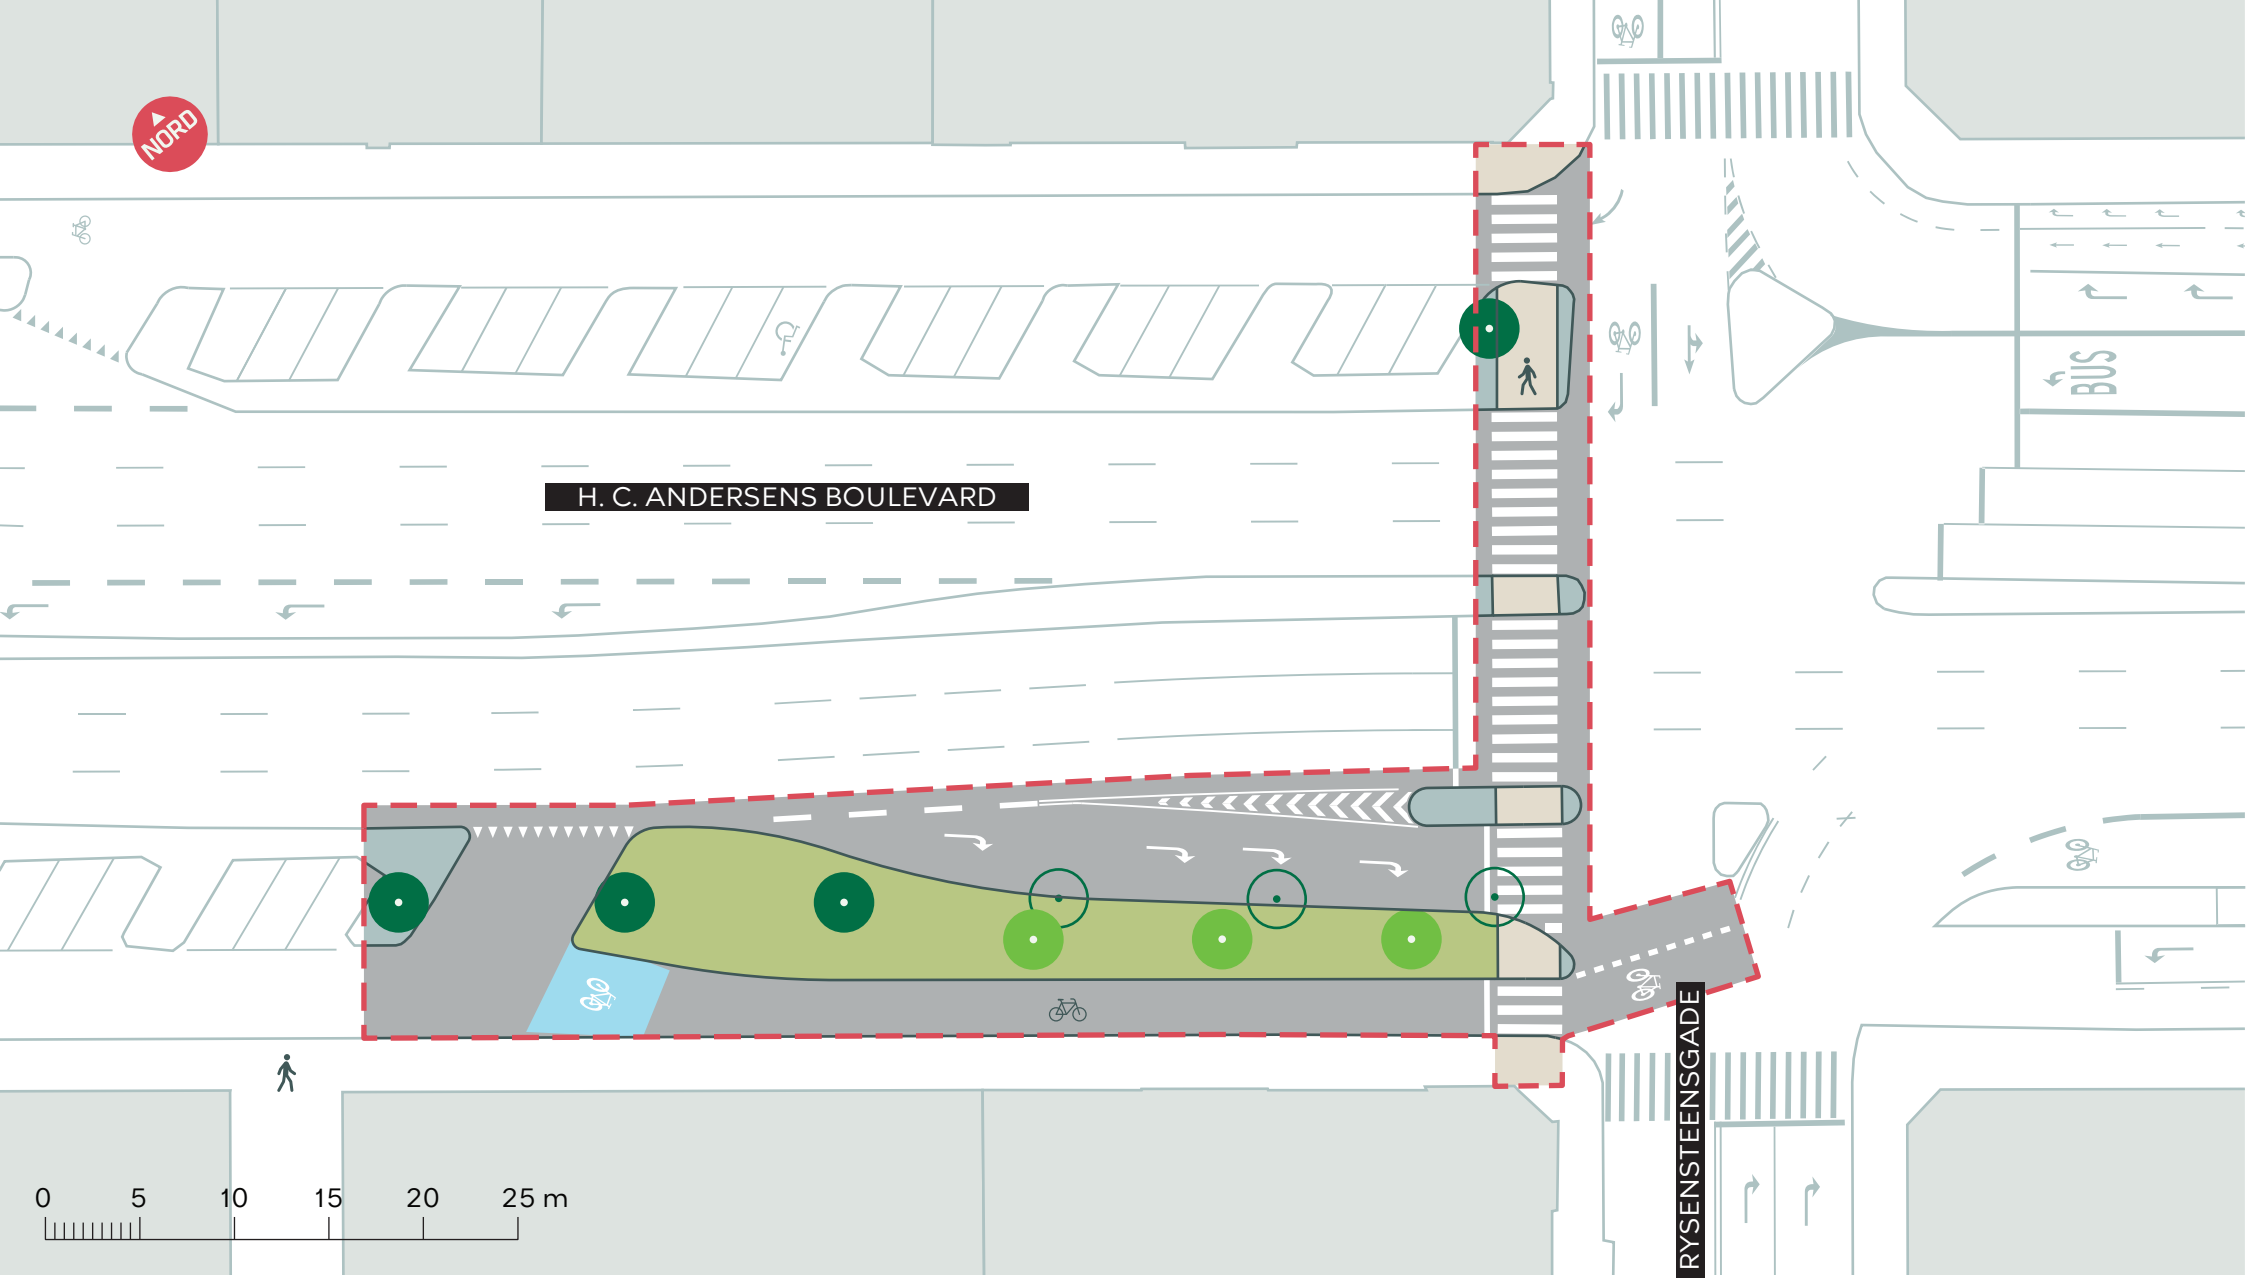 NORD
H. C. ANDERSENS BOULEVARD
BUS
RYSENSTEENSGADE
0 5 10 15 20 25 m